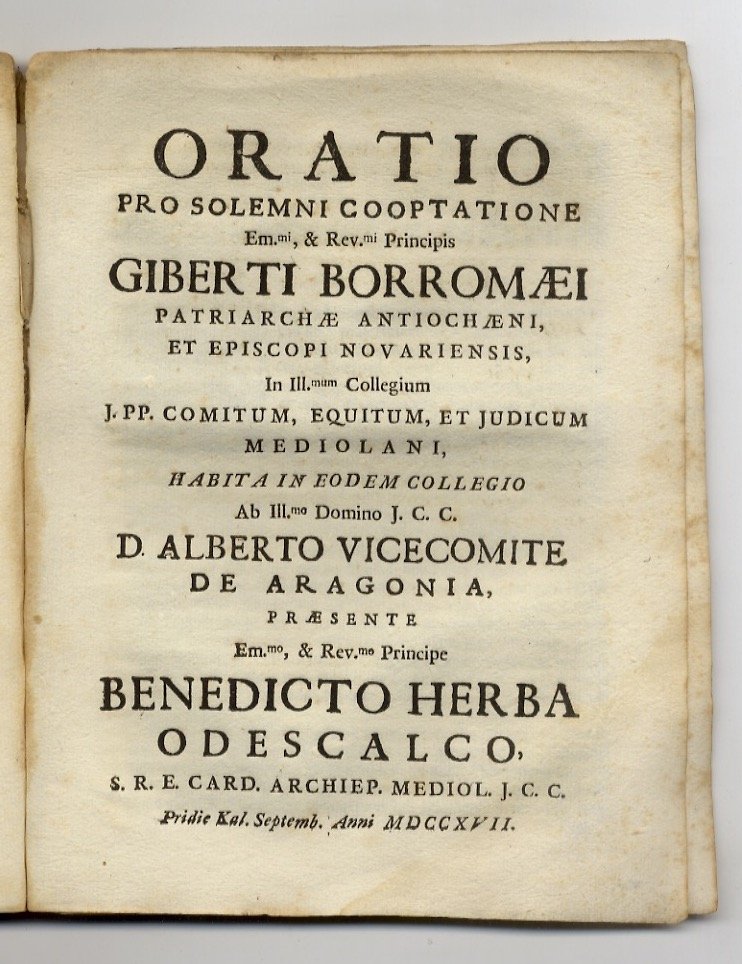 ORATIO
PRO SOLEMNI COOPTATIONE
Em.mi, & Rev.mi Principis
GIBERTI BORROMÆI
PATRIARCHÆ ANTIOCHÆNI,
ET EPISCOPI NOVARIENSIS,
In Ill.mum Collegium
J. PP. COMITUM, EQUITUM, ET JUDICUM
MEDIOLANI,
HABITA IN EODEM COLLEGIO
Ab Ill.mo Domino J. C. C.
D. ALBERTO VICECOMITE
DE ARAGONIA,
PRÆSENTE
Em.mo, & Rev.mo Principe
BENEDICTO HERBA
ODESCALCO,
S. R. E. CARD. ARCHIEP. MEDIOL. J. C. C.
Pridie Kal. Septemb. Anni MDCCXVII.